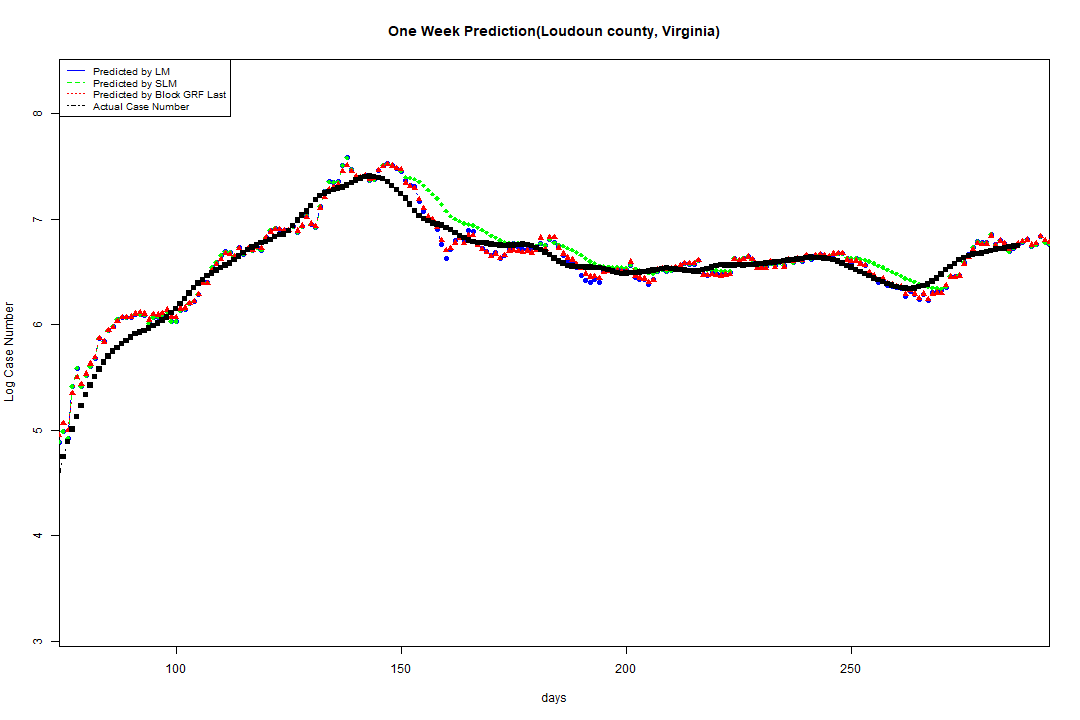 One Week Prediction(Loudoun county, Virginia)
Predicted by LM
Predicted by SLM
Predicted by Block GRF Last
Actual Case Number
8
7
6
5
4
3
Log Case Number
100 150 200 250
days